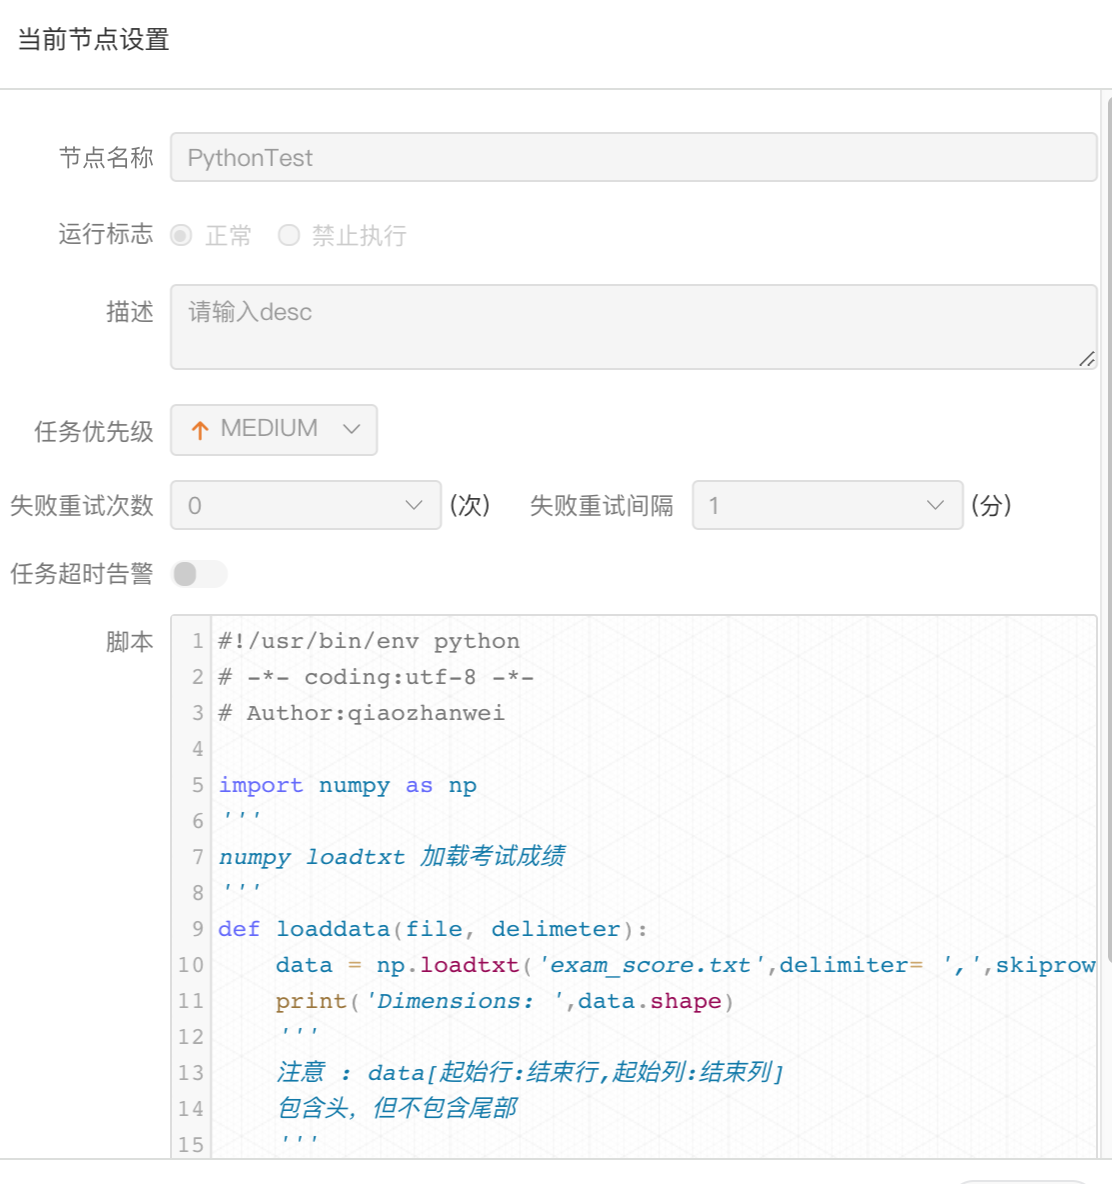 当前节点设置
节点名称 PythonTest
运行标志 正常 禁止执行
描述 请输入desc
任务优先级 MEDIUM
失败重试次数 0 (次) 失败重试间隔 1 (分)
任务超时告警
脚本
1 #!/usr/bin/env python
2 # -*- coding:utf-8 -*-
3 # Author:qiaozhanwei
4
5 import numpy as np
6 '''
7 numpy loadtxt 加载考试成绩
8 '''
9 def loaddata(file, delimeter):
10     data = np.loadtxt('exam_score.txt',delimiter= ',',skiprow
11     print('Dimensions: ',data.shape)
12     '''
13     注意 : data[起始行:结束行,起始列:结束列]
14     包含头，但不包含尾部
15     '''